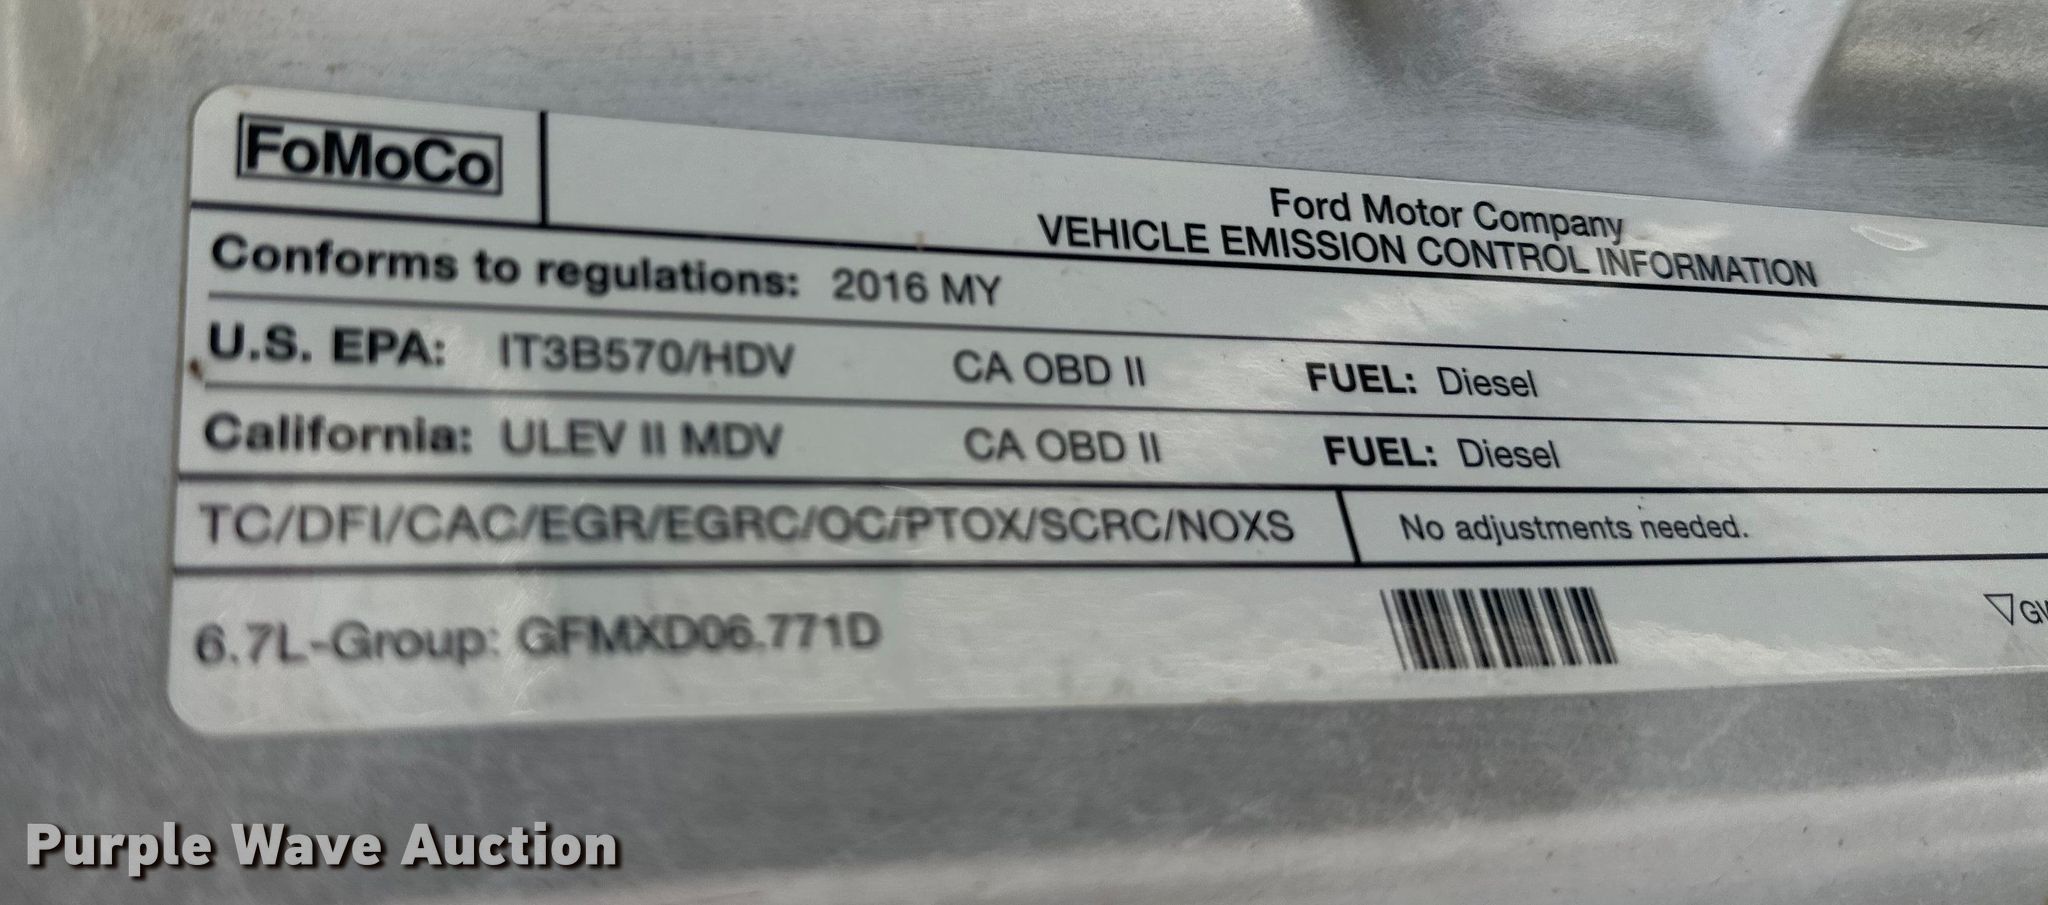 FoMoCo
Ford Motor Company
VEHICLE EMISSION CONTROL INFORMATION
Conforms to regulations: 2016 MY
U.S. EPA: IT3B570/HDV CA OBD II FUEL: Diesel
California: ULEV II MDV CA OBD II FUEL: Diesel
TC/DFI/CAC/EGR/EGRC/OC/PTOX/SCRC/NOXS No adjustments needed.
6.7L-Group: GFMXD06.771D
Purple Wave Auction